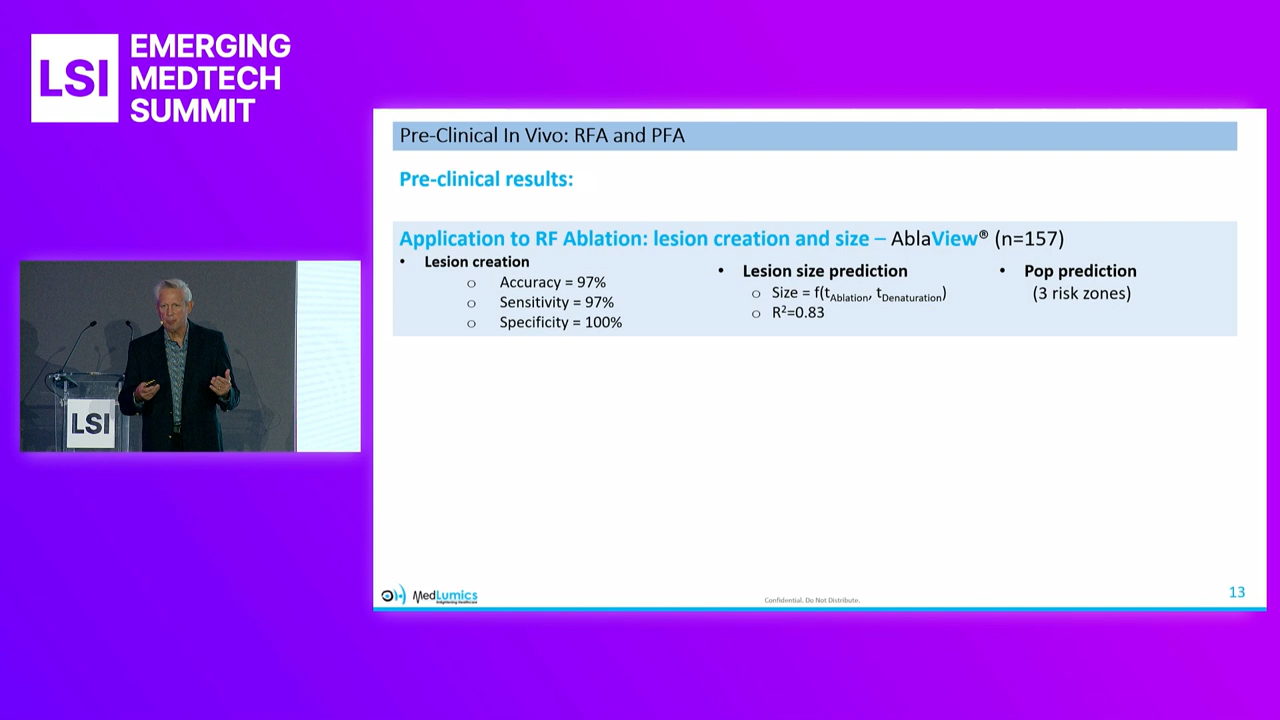 LSI
EMERGING
MEDTECH
SUMMIT
Pre-Clinical In Vivo: RFA and PFA
Pre-clinical results:
Application to RF Ablation: lesion creation and size – AblaView® (n=157)
• Lesion creation
o Accuracy = 97%
o Sensitivity = 97%
o Specificity = 100%
• Lesion size prediction
o Size = f(tAblation, tDenaturation)
o R²=0.83
• Pop prediction
(3 risk zones)
LSI
MedLumics
Enlightening Healthcare
Confidential. Do Not Distribute.
13